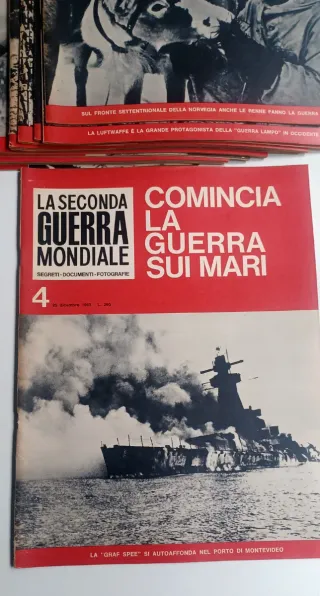 SUL FRONTE SETTENTRIONALE DELLA NORVEGIA ANCHE LE RENNE FANNO LA GUERRA
LA LUFTWAFFE È LA GRANDE PROTAGONISTA DELLA "GUERRA LAMPO" IN OCCIDENTE
LA SECONDA
GUERRA
MONDIALE
SEGRETI-DOCUMENTI-FOTOGRAFIE
COMINCIA
LA
GUERRA
SUI MARI
4
LA "GRAF SPEE" SI AUTOAFFONDA NEL PORTO DI MONTEVIDEO